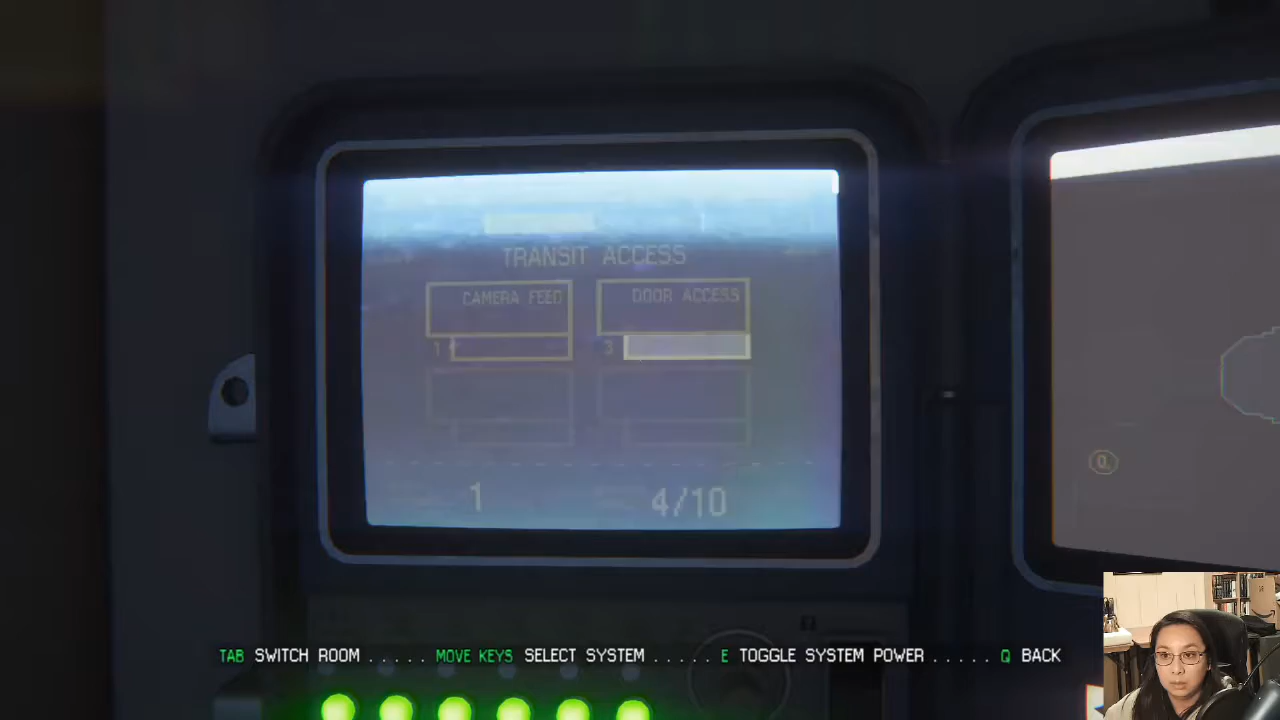 TRANSIT ACCESS
CAMERA FEED DOOR ACCESS
1 3
1 4/10
TAB SWITCH ROOM ..... MOVE KEYS SELECT SYSTEM ..... E TOGGLE SYSTEM POWER ..... Q BACK